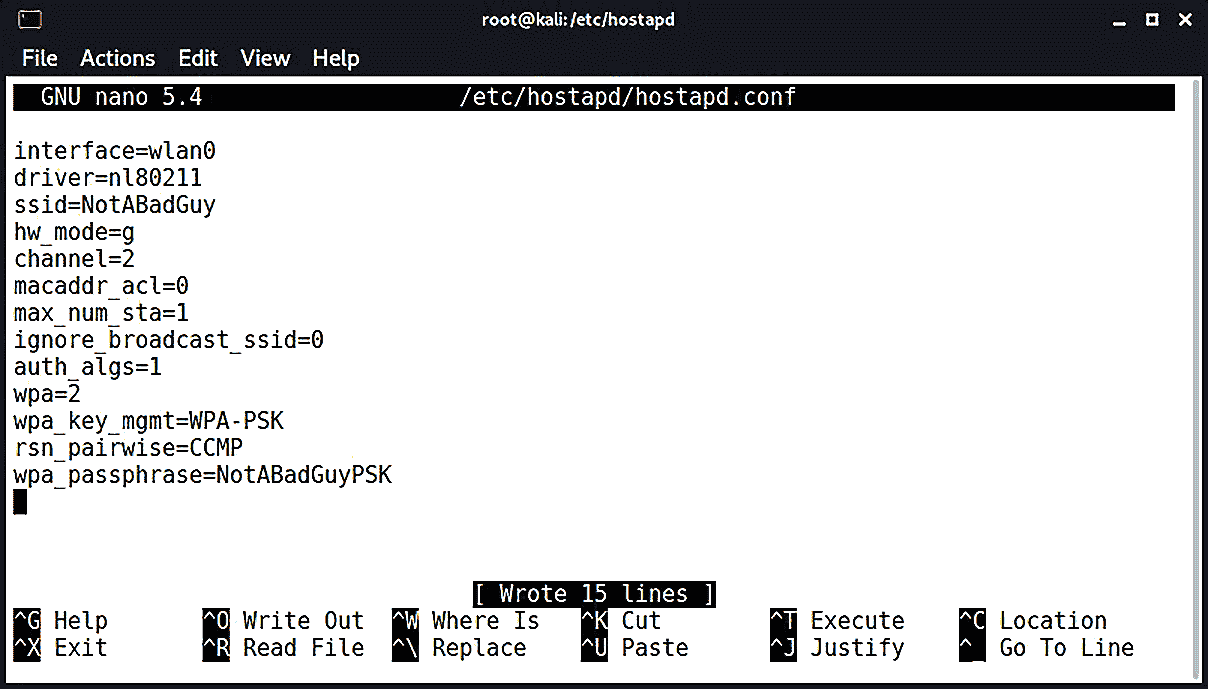 root@kali:/etc/hostapd
File Actions Edit View Help
GNU nano 5.4 /etc/hostapd/hostapd.conf
interface=wlan0
driver=nl80211
ssid=NotABadGuy
hw_mode=g
channel=2
macaddr_acl=0
max_num_sta=1
ignore_broadcast_ssid=0
auth_algs=1
wpa=2
wpa_key_mgmt=WPA-PSK
rsn_pairwise=CCMP
wpa_passphrase=NotABadGuyPSK
[ Wrote 15 lines ]
^G Help ^O Write Out ^W Where Is ^K Cut ^T Execute ^C Location
^X Exit ^R Read File ^\ Replace ^U Paste ^J Justify ^_ Go To Line